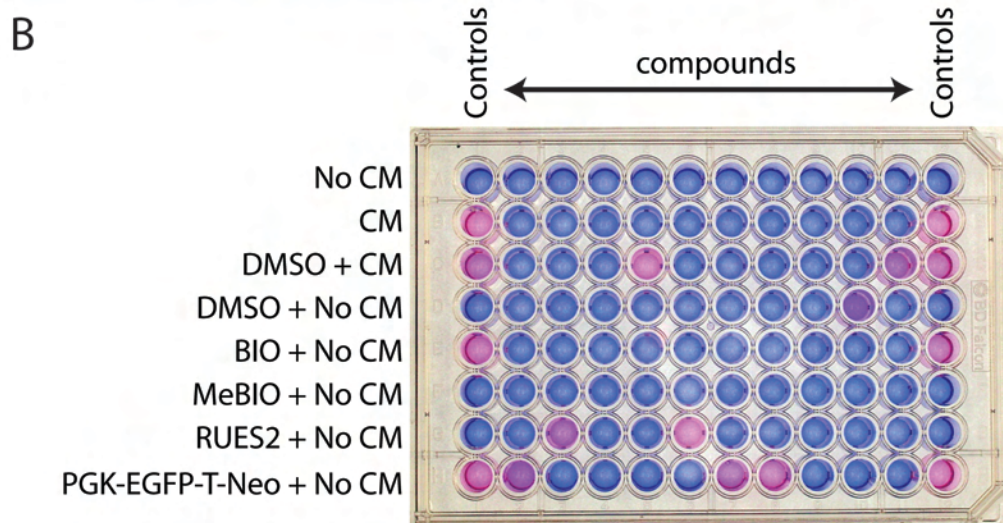 B
Controls
compounds
Controls
No CM
CM
DMSO + CM
DMSO + No CM
BIO + No CM
MeBIO + No CM
RUES2 + No CM
PGK-EGFP-T-Neo + No CM